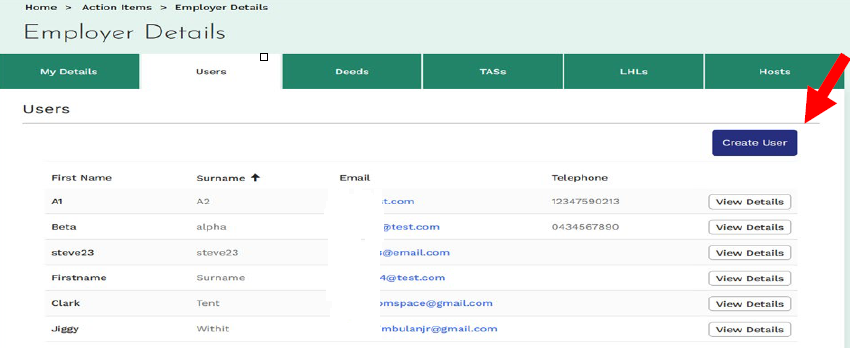 Home > Action Items > Employer Details
Employer Details
My Details Users Deeds TASs LHLs Hosts
Users
Create User
First Name Surname ↑ Email Telephone
A1 A2 t.com 12347590213 View Details
Beta alpha @test.com 0434567890 View Details
steve23 steve23 s@email.com View Details
Firstname Surname 4@test.com View Details
Clark Tent omspace@gmail.com View Details
Jiggy Withit mbulanjr@gmail.com View Details